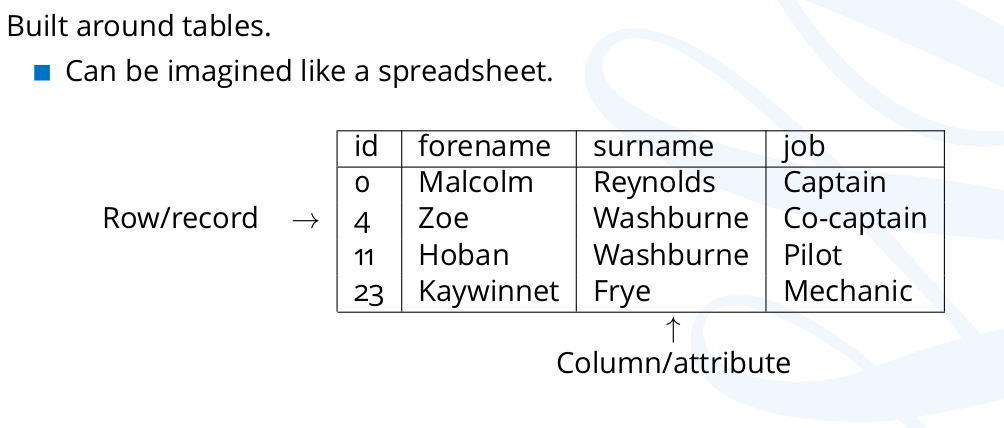 Built around tables.
Can be imagined like a spreadsheet.
id forename surname job
0 Malcolm Reynolds Captain
Row/record → 4 Zoe Washburne Co-captain
11 Hoban Washburne Pilot
23 Kaywinnet Frye Mechanic
↑
Column/attribute